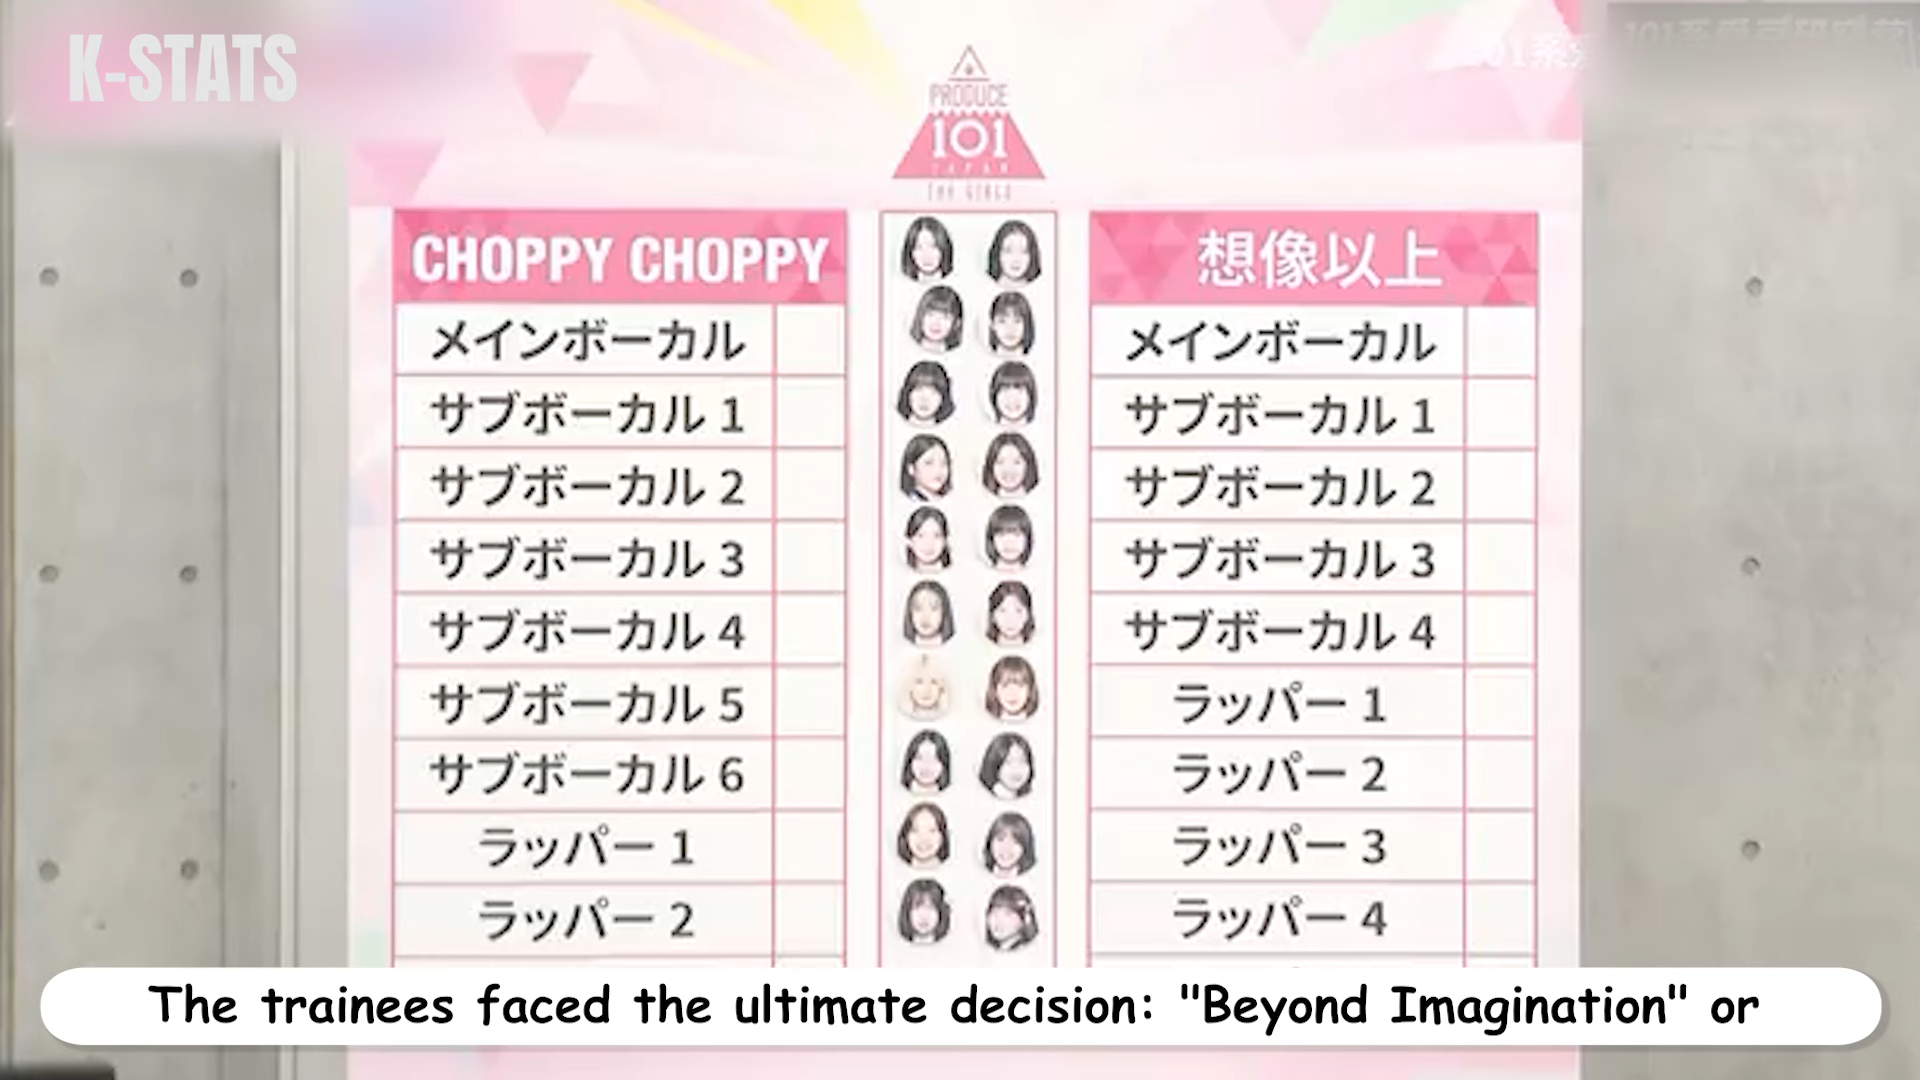 K-STATS
PRODUCE
101
JAPAN
THE GIRLS
CHOPPY CHOPPY
メインボーカル
サブボーカル 1
サブボーカル 2
サブボーカル 3
サブボーカル 4
サブボーカル 5
サブボーカル 6
ラッパー 1
ラッパー 2
想像以上
メインボーカル
サブボーカル 1
サブボーカル 2
サブボーカル 3
サブボーカル 4
ラッパー 1
ラッパー 2
ラッパー 3
ラッパー 4
The trainees faced the ultimate decision: "Beyond Imagination" or